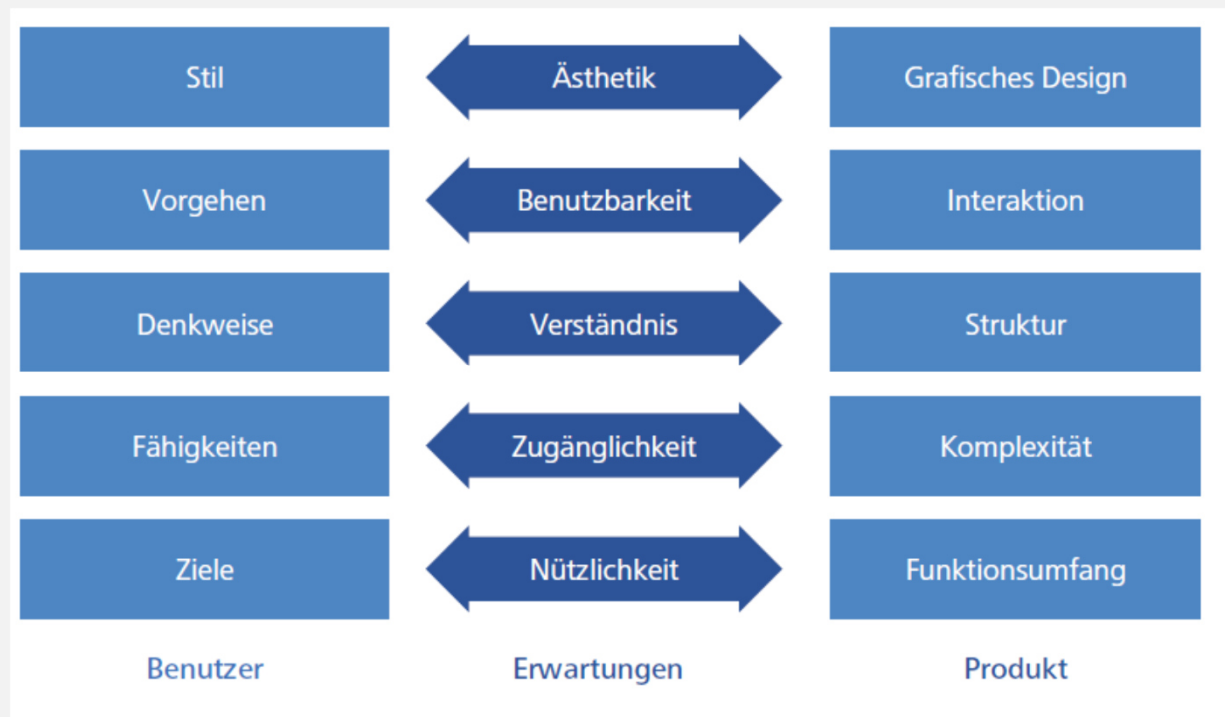 Stil
Ästhetik
Grafisches Design
Vorgehen
Benutzbarkeit
Interaktion
Denkweise
Verständnis
Struktur
Fähigkeiten
Zugänglichkeit
Komplexität
Ziele
Nützlichkeit
Funktionsumfang
Benutzer
Erwartungen
Produkt